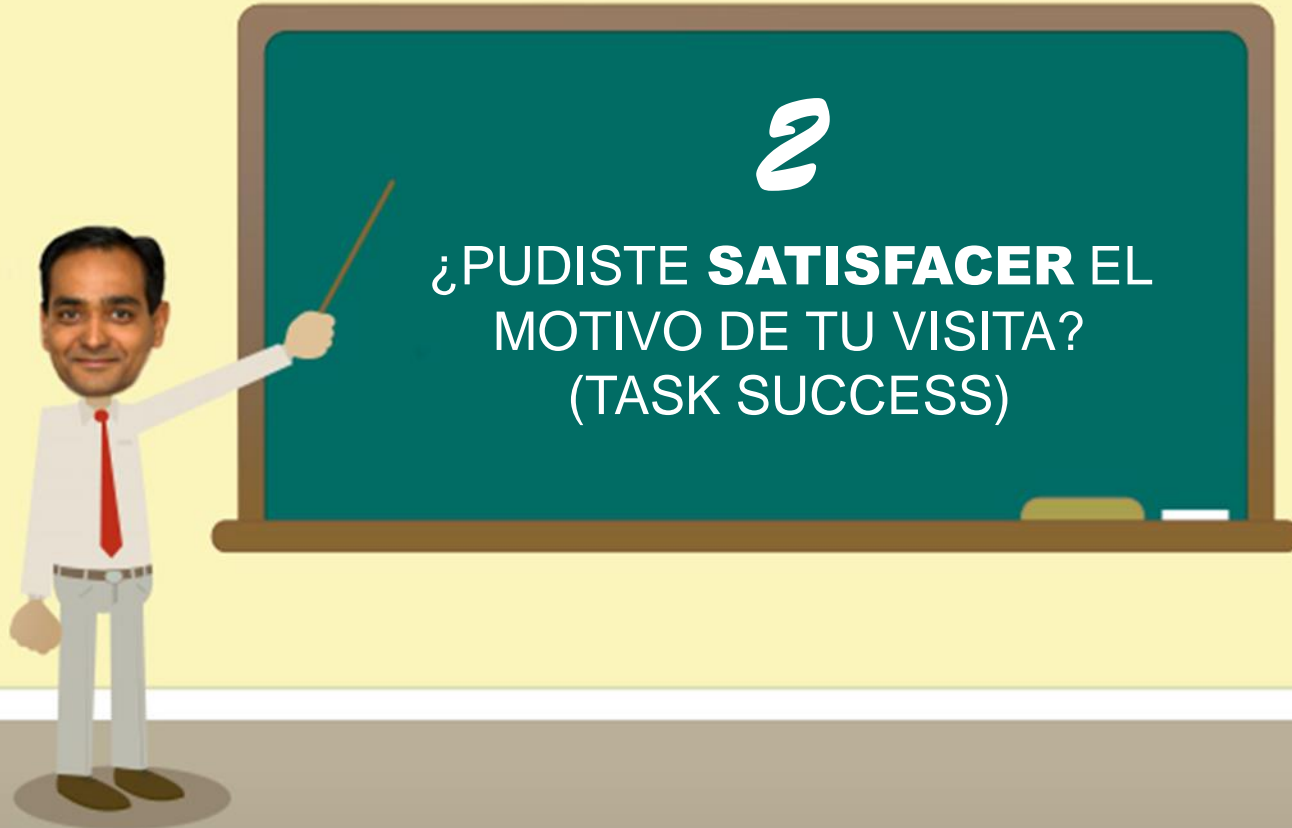 2
¿PUDISTE SATISFACER EL
MOTIVO DE TU VISITA?
(TASK SUCCESS)